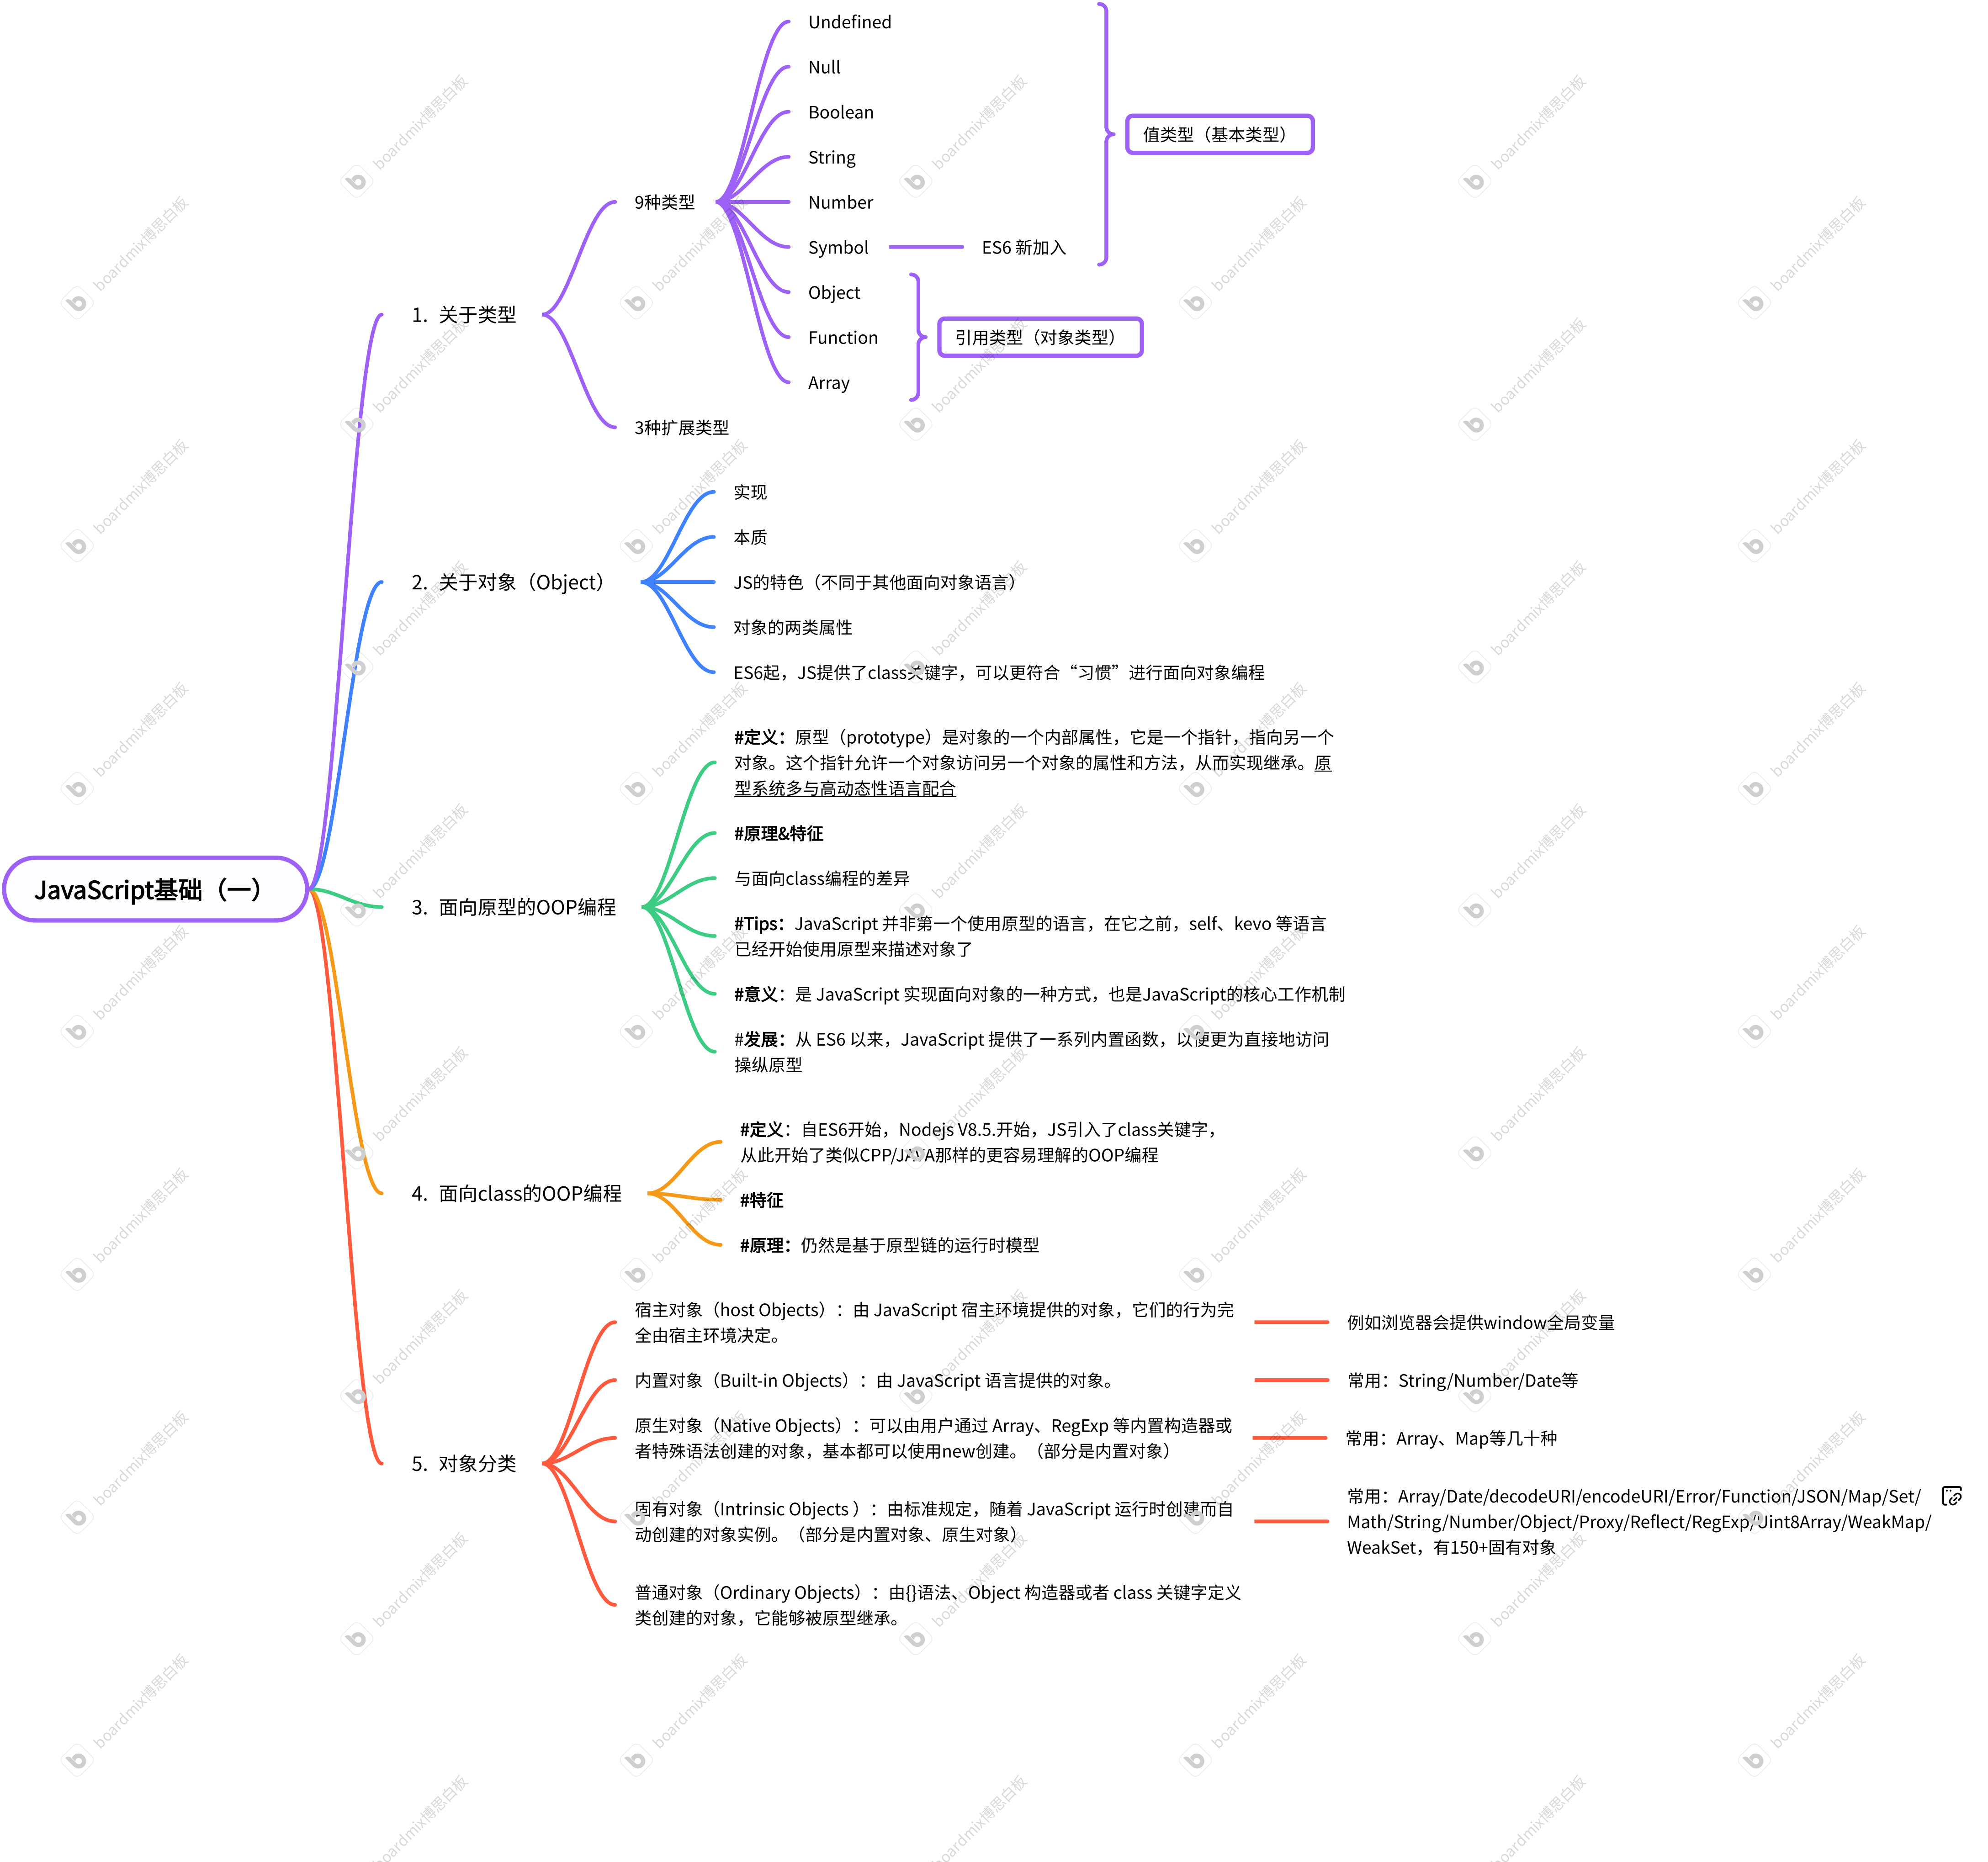 JavaScript基础（一）
1. 关于类型
9种类型
Undefined
Null
Boolean
String
Number
Symbol
ES6 新加入
值类型（基本类型）
Object
Function
Array
引用类型（对象类型）
3种扩展类型
2. 关于对象（Object）
实现
本质
JS的特色（不同于其他面向对象语言）
对象的两类属性
ES6起，JS提供了class关键字，可以更符合“习惯”进行面向对象编程
3. 面向原型的OOP编程
#定义：原型（prototype）是对象的一个内部属性，它是一个指针，指向另一个
对象。这个指针允许一个对象访问另一个对象的属性和方法，从而实现继承。原
型系统多与高动态性语言配合
#原理&特征
与面向class编程的差异
#Tips：JavaScript 并非第一个使用原型的语言，在它之前，self、kevo 等语言
已经开始使用原型来描述对象了
#意义：是 JavaScript 实现面向对象的一种方式，也是JavaScript的核心工作机制
#发展：从 ES6 以来，JavaScript 提供了一系列内置函数，以便更为直接地访问
操纵原型
4. 面向class的OOP编程
#定义：自ES6开始，Nodejs V8.5.开始，JS引入了class关键字，
从此开始了类似CPP/JAVA那样的更容易理解的OOP编程
#特征
#原理：仍然是基于原型链的运行时模型
5. 对象分类
宿主对象（host Objects）：由 JavaScript 宿主环境提供的对象，它们的行为完
全由宿主环境决定。
例如浏览器会提供window全局变量
内置对象（Built-in Objects）：由 JavaScript 语言提供的对象。
常用：String/Number/Date等
原生对象（Native Objects）：可以由用户通过 Array、RegExp 等内置构造器或
者特殊语法创建的对象，基本都可以使用new创建。（部分是内置对象）
常用：Array、Map等几十种
固有对象（Intrinsic Objects ）：由标准规定，随着 JavaScript 运行时创建而自
动创建的对象实例。（部分是内置对象、原生对象）
常用：Array/Date/decodeURI/encodeURI/Error/Function/JSON/Map/Set/
Math/String/Number/Object/Proxy/Reflect/RegExp/Uint8Array/WeakMap/
WeakSet，有150+固有对象
普通对象（Ordinary Objects）：由{}语法、Object 构造器或者 class 关键字定义
类创建的对象，它能够被原型继承。
boardmix博思白板